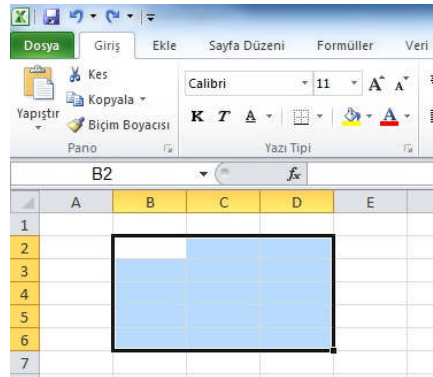 Dosya Giriş Ekle Sayfa Düzeni Formüller Veri
Kes
Kopyala
Biçim Boyacısı
Yapıştır
Calibri 11 A A
K T A A
Pano Yazı Tipi
B2 fx
A B C D E
1
2
3
4
5
6
7